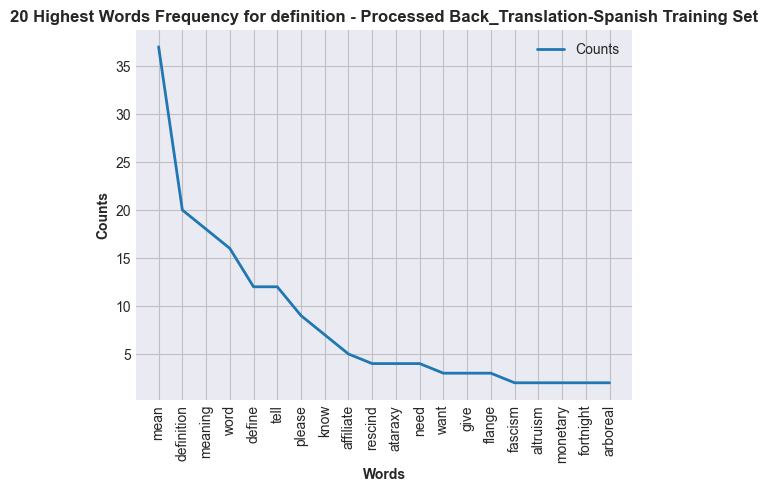 20 Highest Words Frequency for definition - Processed Back_Translation-Spanish Training Set
Counts
35
30
25
20
15
10
5
Counts
mean
definition
meaning
word
define
tell
please
know
affiliate
rescind
ataraxy
need
want
give
flange
fascism
altruism
monetary
fortnight
arboreal
Words